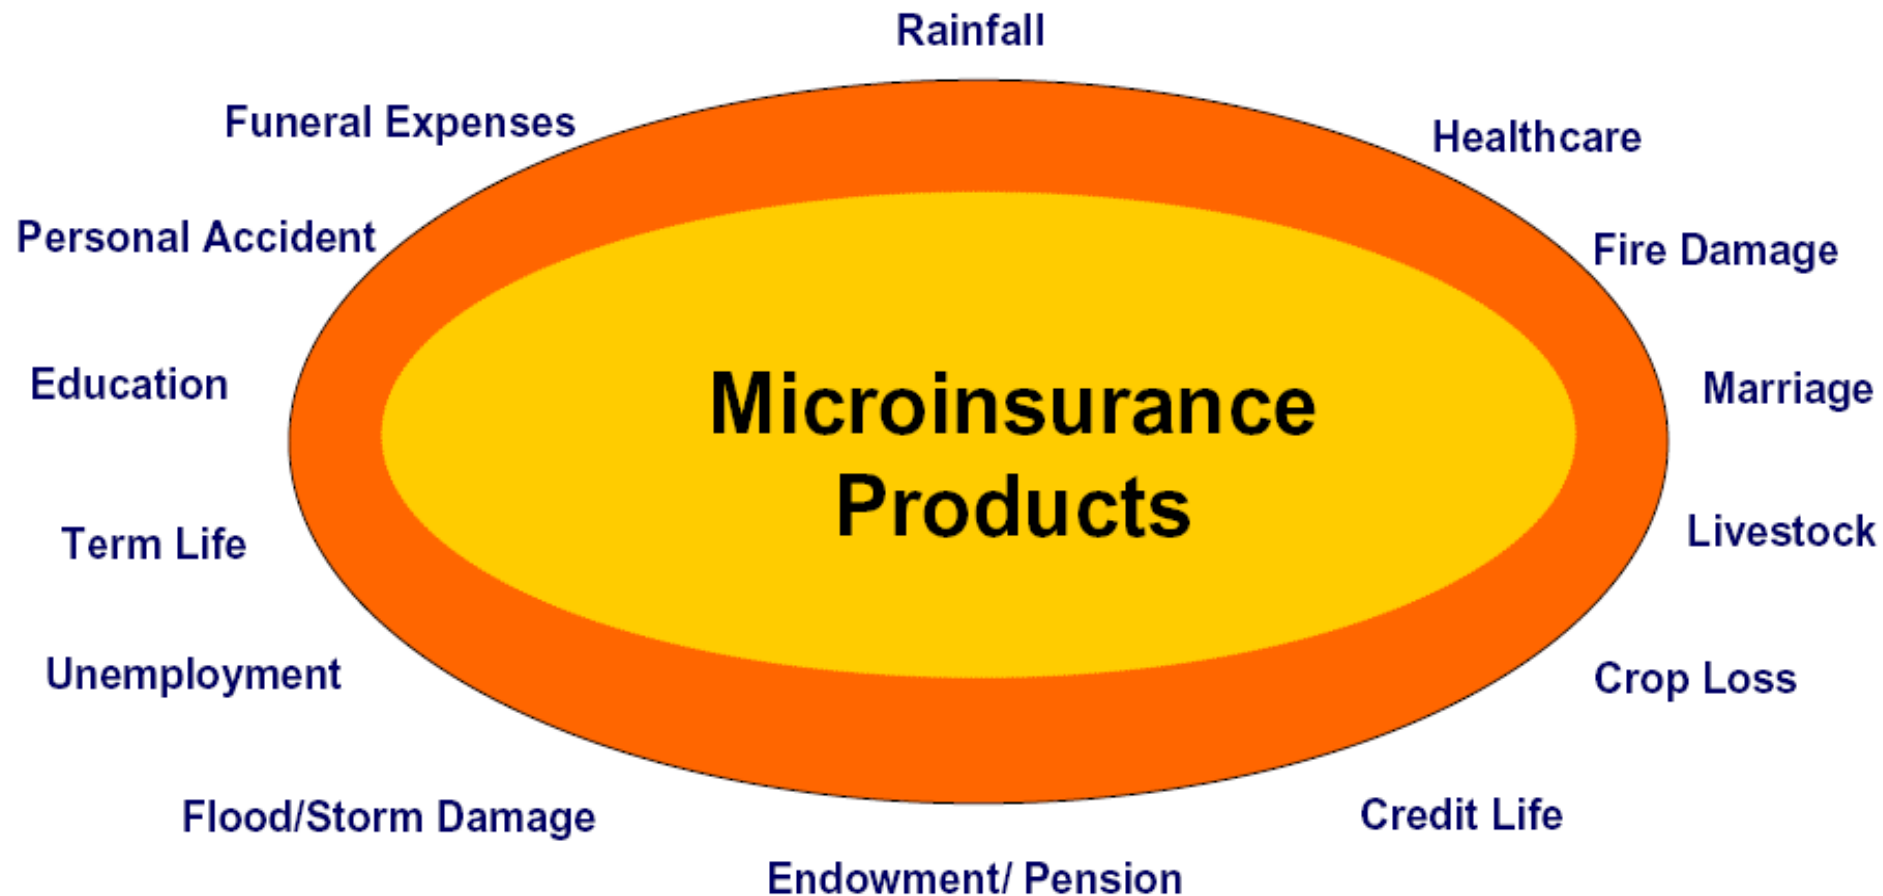 Rainfall
Funeral Expenses
Healthcare
Personal Accident
Fire Damage
Education
Marriage
Microinsurance
Products
Term Life
Livestock
Unemployment
Crop Loss
Flood/Storm Damage
Credit Life
Endowment/ Pension